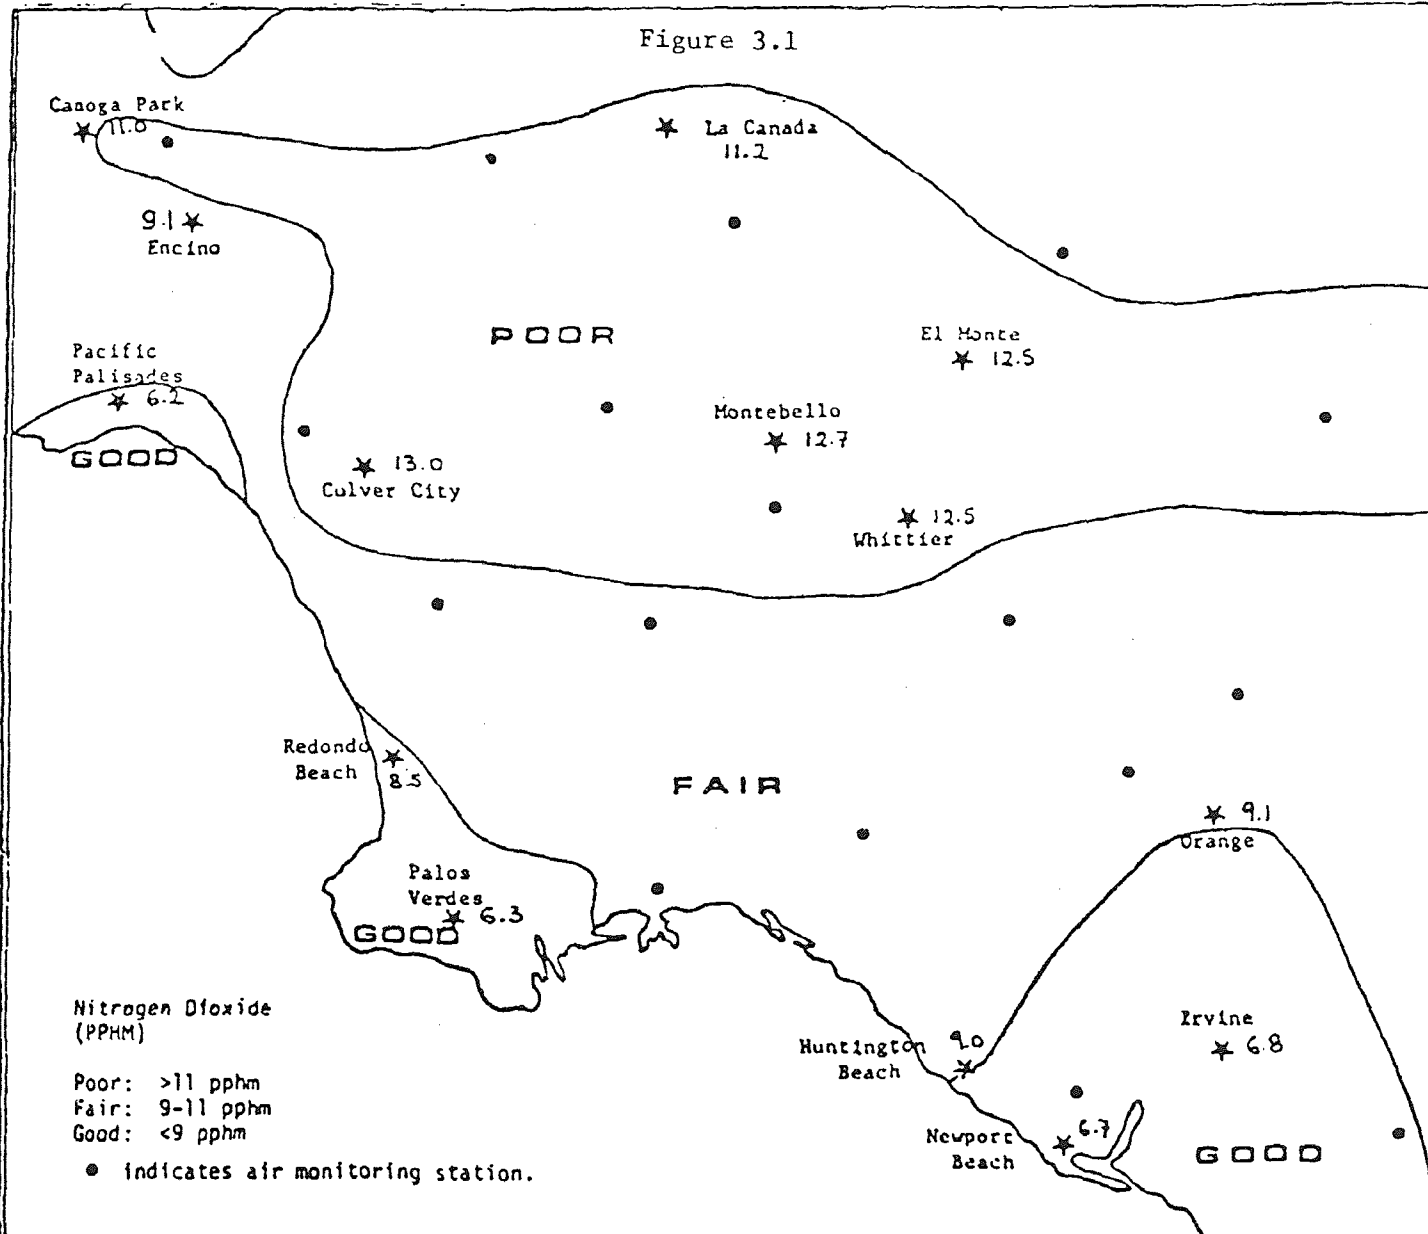 Figure 3.1
Canoga Park
11.0
La Canada
11.2
9.1
Encino
POOR
El Monte
12.5
Pacific
Palisades
6.2
Montebello
12.7
GOOD
13.0
Culver City
12.5
Whittier
Redondo
Beach
8.5
FAIR
9.1
Orange
Palos
Verdes
6.3
GOOD
Nitrogen Dioxide
(PPHM)
Poor: >11 pphm
Fair: 9-11 pphm
Good: <9 pphm
indicates air monitoring station.
Huntington
Beach
9.0
Irvine
6.8
Newport
Beach
6.7
GOOD